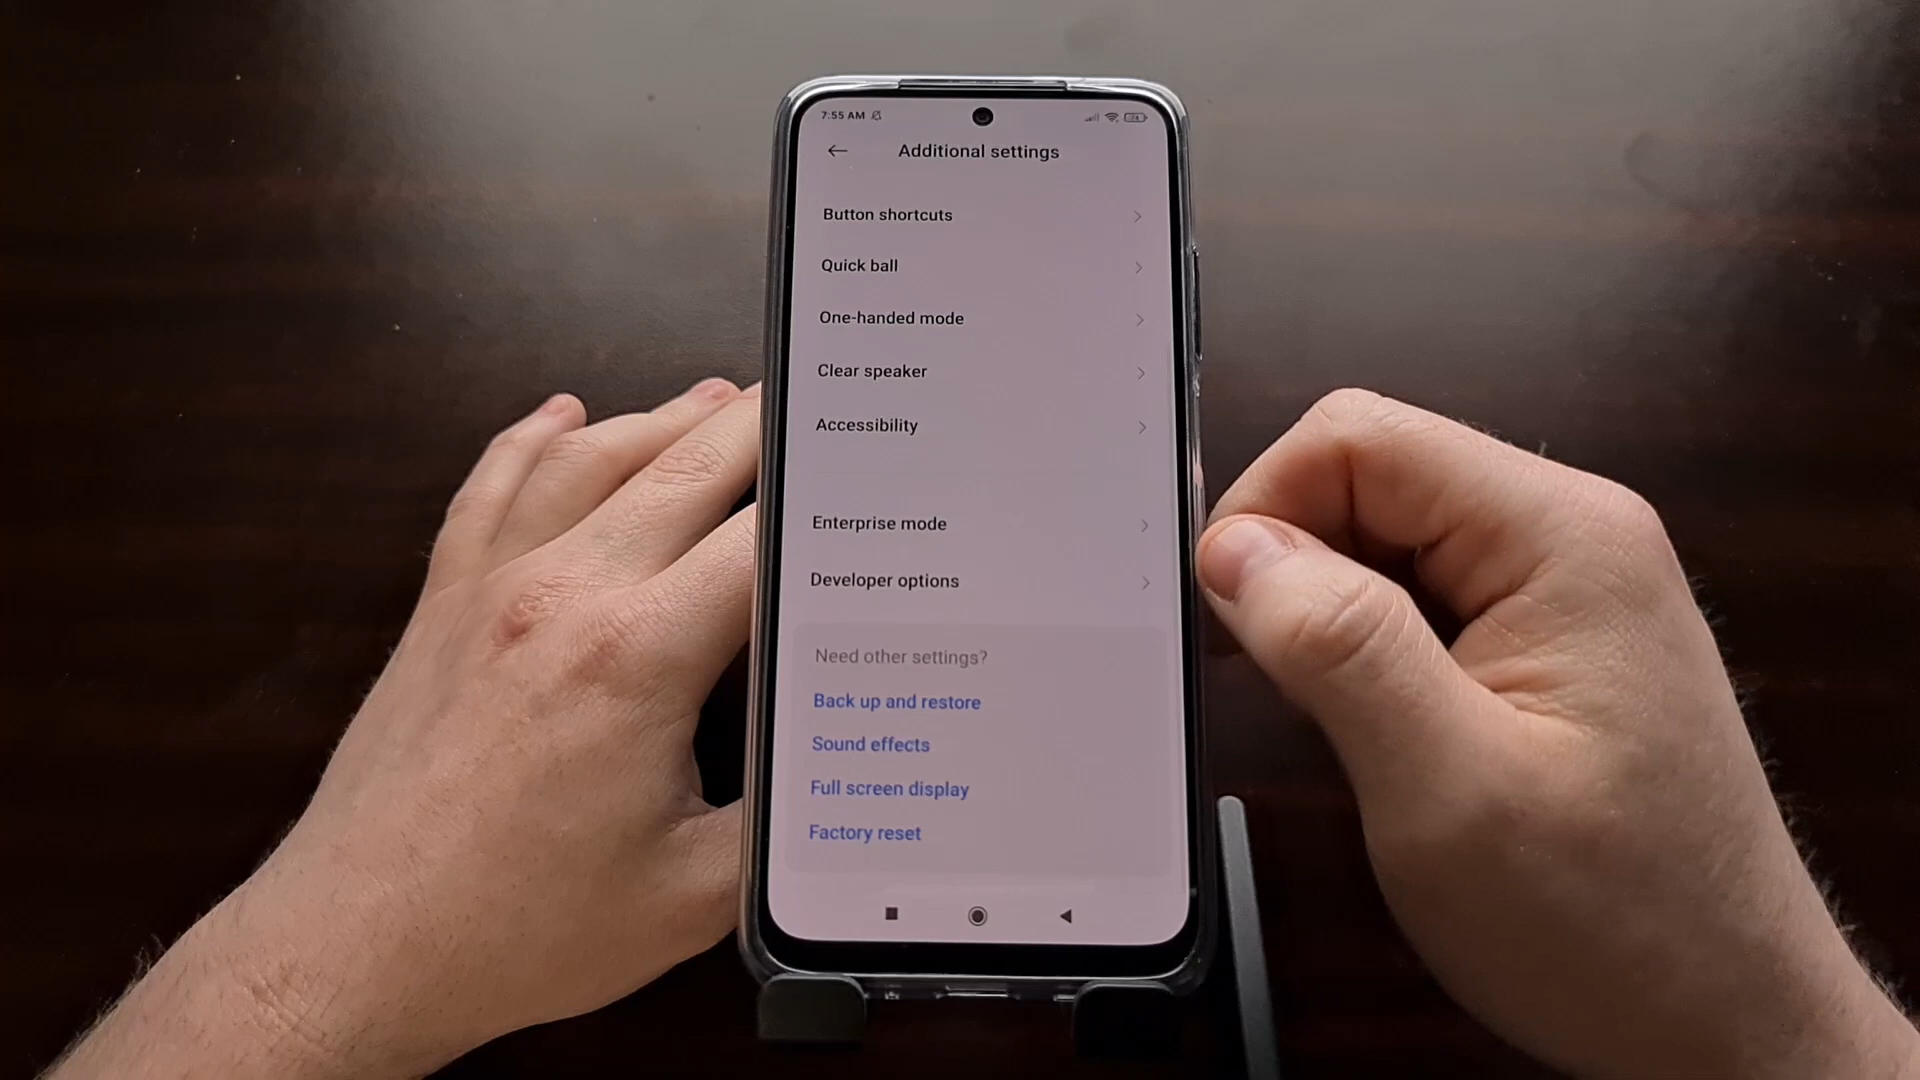 7:55 AM
Additional settings
Button shortcuts
Quick ball
One-handed mode
Clear speaker
Accessibility
Enterprise mode
Developer options
Need other settings?
Back up and restore
Sound effects
Full screen display
Factory reset